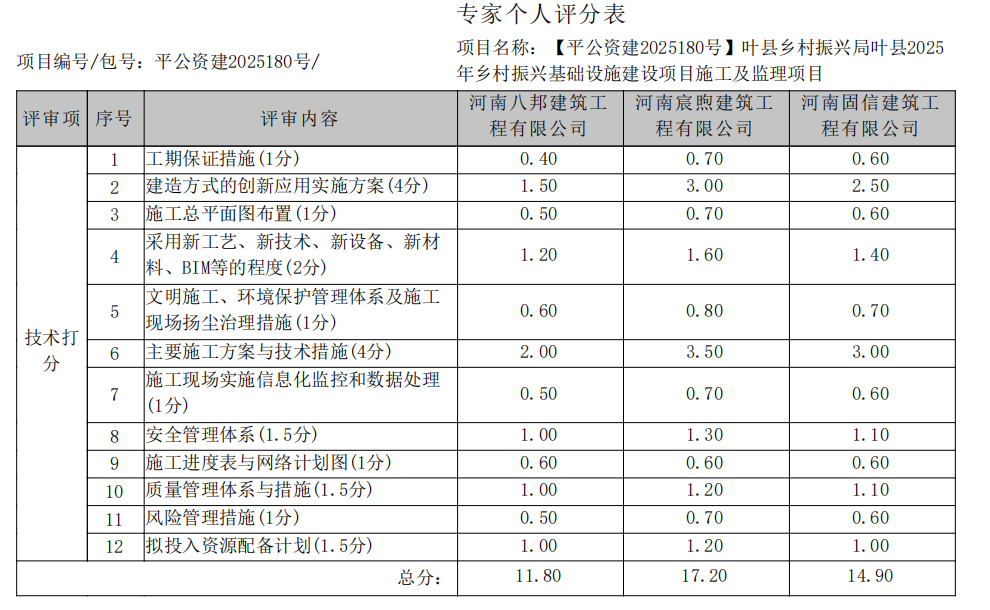 专家个人评分表
项目编号/包号：平公资建2025180号/
项目名称：【平公资建2025180号】叶县乡村振兴局叶县2025
年乡村振兴基础设施建设项目施工及监理项目
评审项 序号 评审内容 河南八邦建筑工 河南宸煦建筑工 河南固信建筑工
程有限公司 程有限公司 程有限公司
1 工期保证措施(1分) 0.40 0.70 0.60
2 建造方式的创新应用实施方案(4分) 1.50 3.00 2.50
3 施工总平面图布置(1分) 0.50 0.70 0.60
采用新工艺、新技术、新设备、新材
4 料、BIM等的程度(2分) 1.20 1.60 1.40
文明施工、环境保护管理体系及施工
5 现场扬尘治理措施(1分) 0.60 0.80 0.70
技术打
分
6 主要施工方案与技术措施(4分) 2.00 3.50 3.00
施工现场实施信息化监控和数据处理
7 (1分) 0.50 0.70 0.60
8 安全管理体系(1.5分) 1.00 1.30 1.10
9 施工进度表与网络计划图(1分) 0.60 0.60 0.60
10 质量管理体系与措施(1.5分) 1.00 1.20 1.10
11 风险管理措施(1分) 0.50 0.70 0.60
12 拟投入资源配备计划(1.5分) 1.00 1.20 1.00
总分： 11.80 17.20 14.90